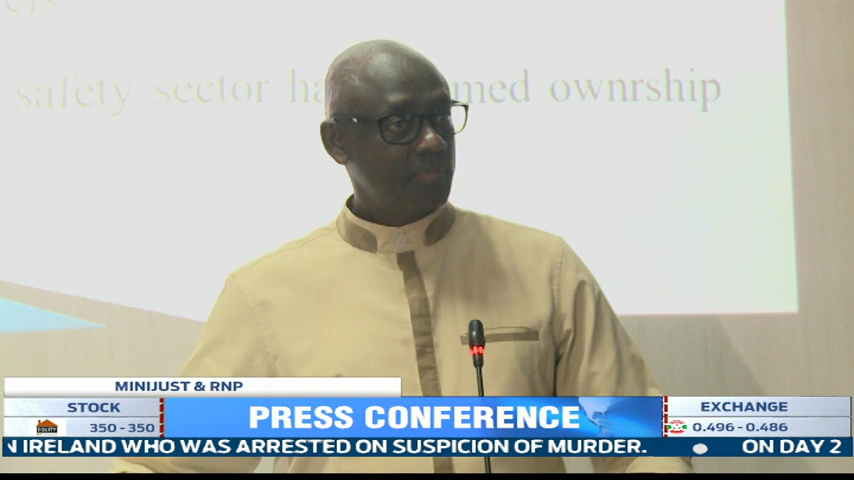 safety sector ha med ownrship
MINIJUST & RNP
STOCK
EQUITY
350 - 350
PRESS CONFERENCE
EXCHANGE
0.496 - 0.486
N IRELAND WHO WAS ARRESTED ON SUSPICION OF MURDER. ON DAY 2